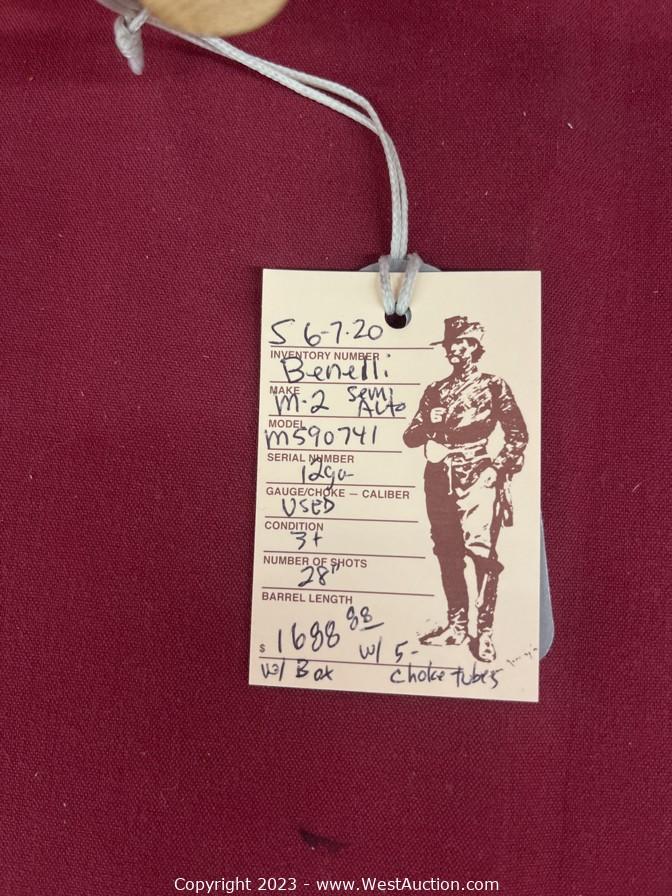 S 6-7-20
INVENTORY NUMBER
Benelli
MAKE
M-2 Semi Auto
MODEL
M590741
SERIAL NUMBER
12ga
GAUGE/CHOKE — CALIBER
USED
CONDITION
3+
NUMBER OF SHOTS
28"
BARREL LENGTH
$ 1688 88 w/ 5-
w/ Box choke tubes
Copyright 2023 - www.WestAuction.com